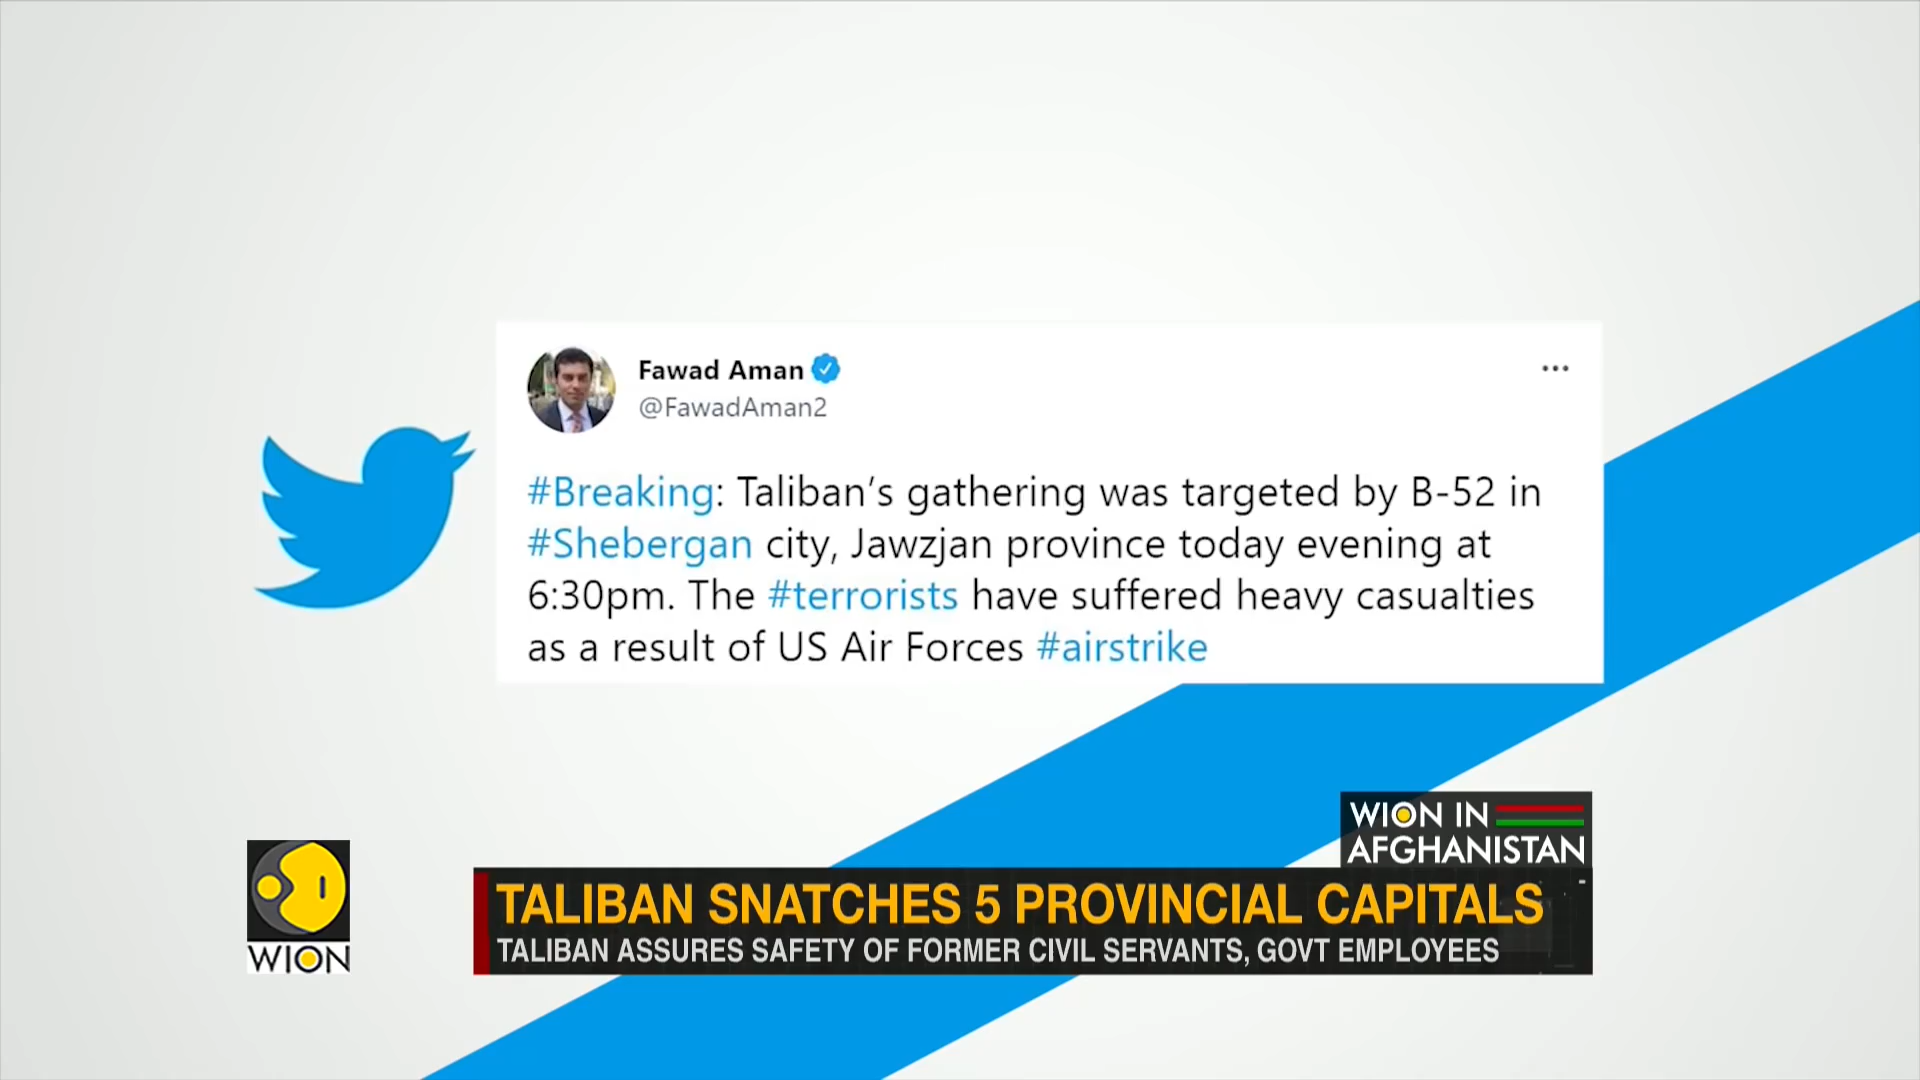 Fawad Aman
@FawadAman2
#Breaking: Taliban's gathering was targeted by B-52 in
#Shebergan city, Jawzjan province today evening at
6:30pm. The #terrorists have suffered heavy casualties
as a result of US Air Forces #airstrike
WION IN
AFGHANISTAN
TALIBAN SNATCHES 5 PROVINCIAL CAPITALS
TALIBAN ASSURES SAFETY OF FORMER CIVIL SERVANTS, GOVT EMPLOYEES
WION